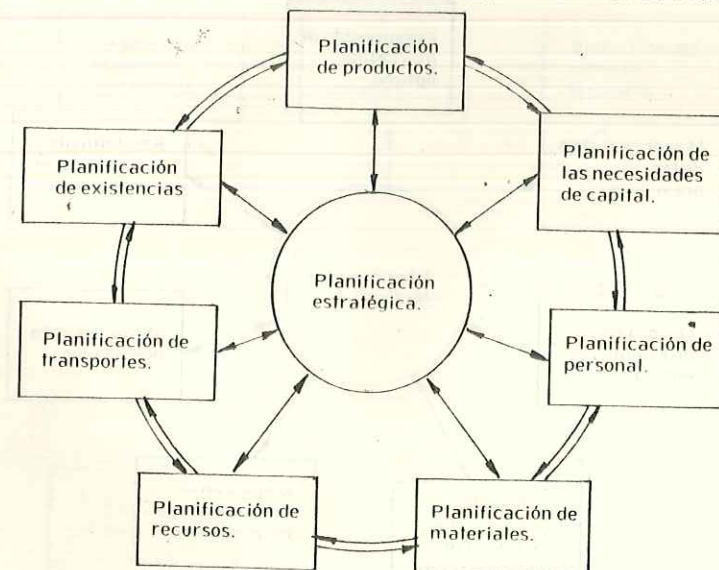 Planificación
de productos.
Planificación
de existencias
Planificación de
las necesidades
de capital.
Planificación
estratégica.
Planificación de
transportes.
Planificación de
personal.
Planificación de
recursos.
Planificación de
materiales.